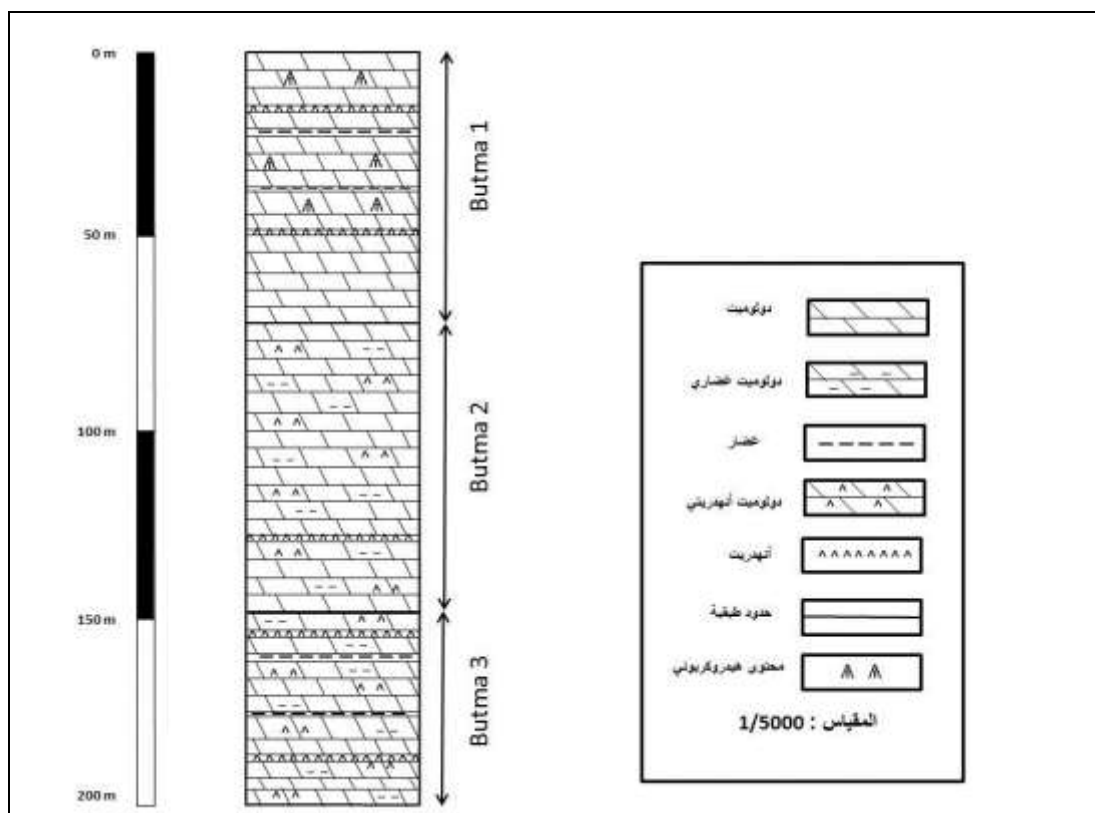 0 m
50 m
100 m
150 m
200 m
Butma 1
Butma 2
Butma 3
دولوميت
دولوميت غضاري
غضار
دولوميت أنهدريتي
أنهدريت
حدود طبقية
محتوى هيدروكربوني
المقياس : 1/5000